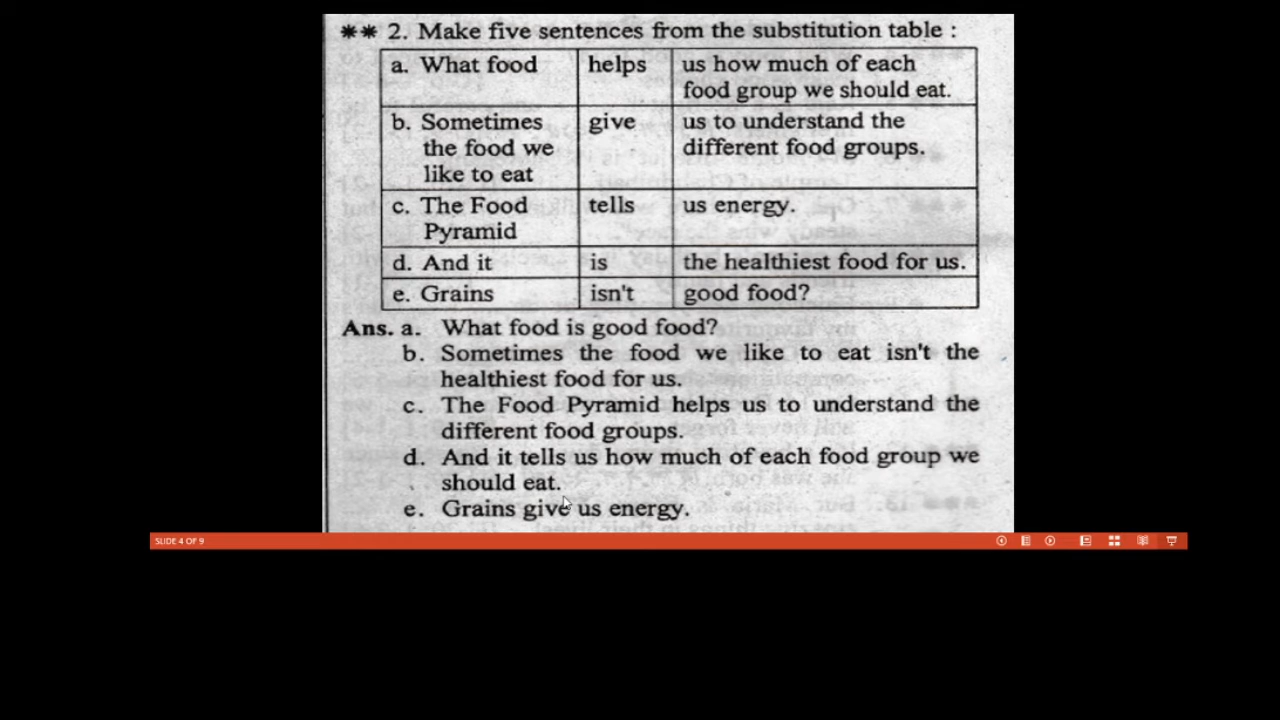 ** 2. Make five sentences from the substitution table :
a. What food helps us how much of each
food group we should eat.
b. Sometimes give us to understand the
the food we different food groups.
like to eat
c. The Food tells us energy.
Pyramid
d. And it is the healthiest food for us.
e. Grains isn't good food?
Ans. a. What food is good food?
b. Sometimes the food we like to eat isn't the
healthiest food for us.
c. The Food Pyramid helps us to understand the
different food groups.
d. And it tells us how much of each food group we
should eat.
e. Grains give us energy.
SLIDE 4 OF 9